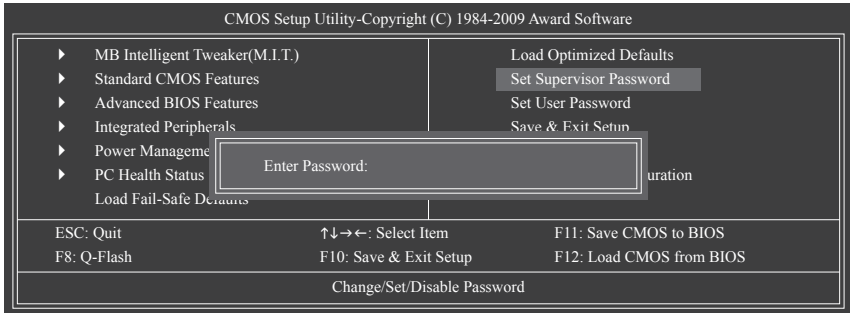 CMOS Setup Utility-Copyright (C) 1984-2009 Award Software
MB Intelligent Tweaker(M.I.T.)
Standard CMOS Features
Advanced BIOS Features
Integrated Peripherals
Power Manageme
PC Health Status
Load Fail-Safe Defaults
Load Optimized Defaults
Set Supervisor Password
Set User Password
Save & Exit Setup
uration
Enter Password:
ESC: Quit ↑↓→←: Select Item F11: Save CMOS to BIOS
F8: Q-Flash F10: Save & Exit Setup F12: Load CMOS from BIOS
Change/Set/Disable Password